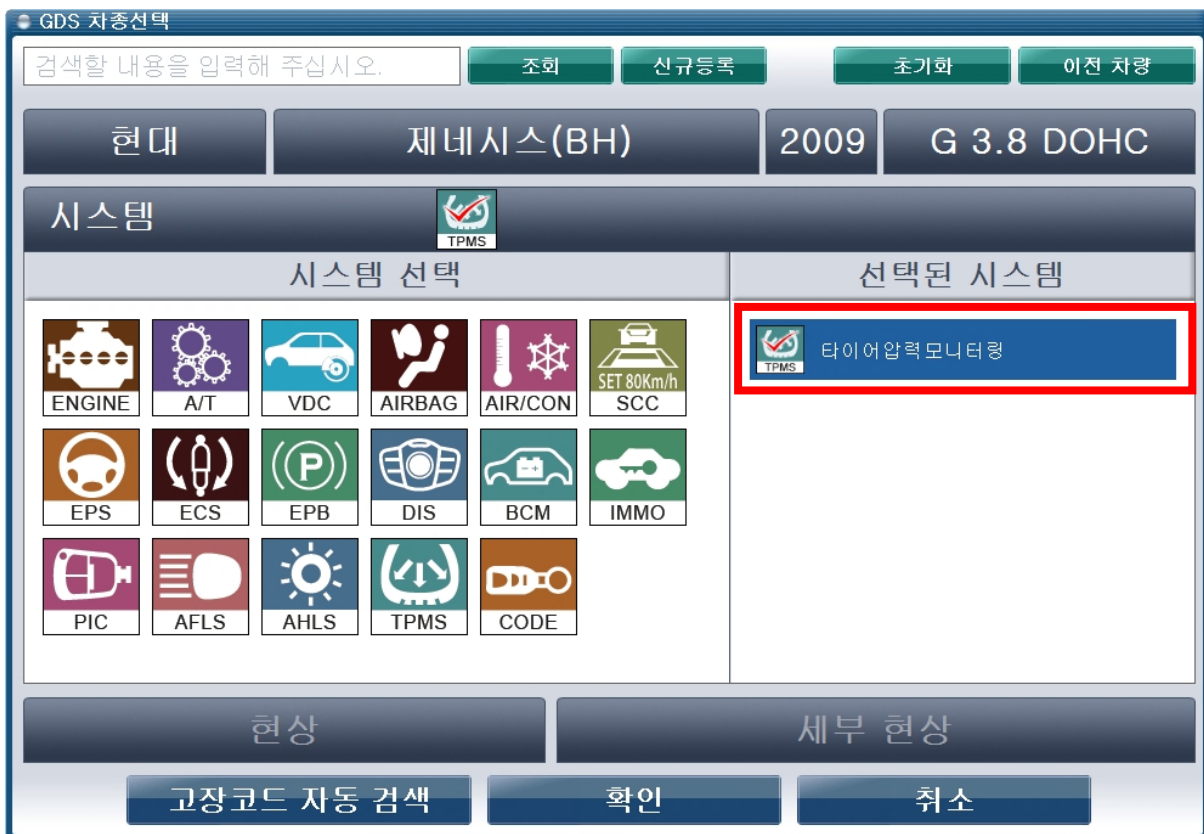 GDS 차종선택
검색할 내용을 입력해 주십시오. 조회 신규등록 초기화 이전 차량
현대 제네시스(BH) 2009 G 3.8 DOHC
시스템 TPMS
시스템 선택 선택된 시스템
TPMS 타이어압력모니터링
SET 80Km/h
ENGINE A/T VDC AIRBAG AIR/CON SCC
EPS ECS EPB DIS BCM IMMO
PIC AFLS AHLS TPMS CODE
현상 세부 현상
고장코드 자동 검색 확인 취소